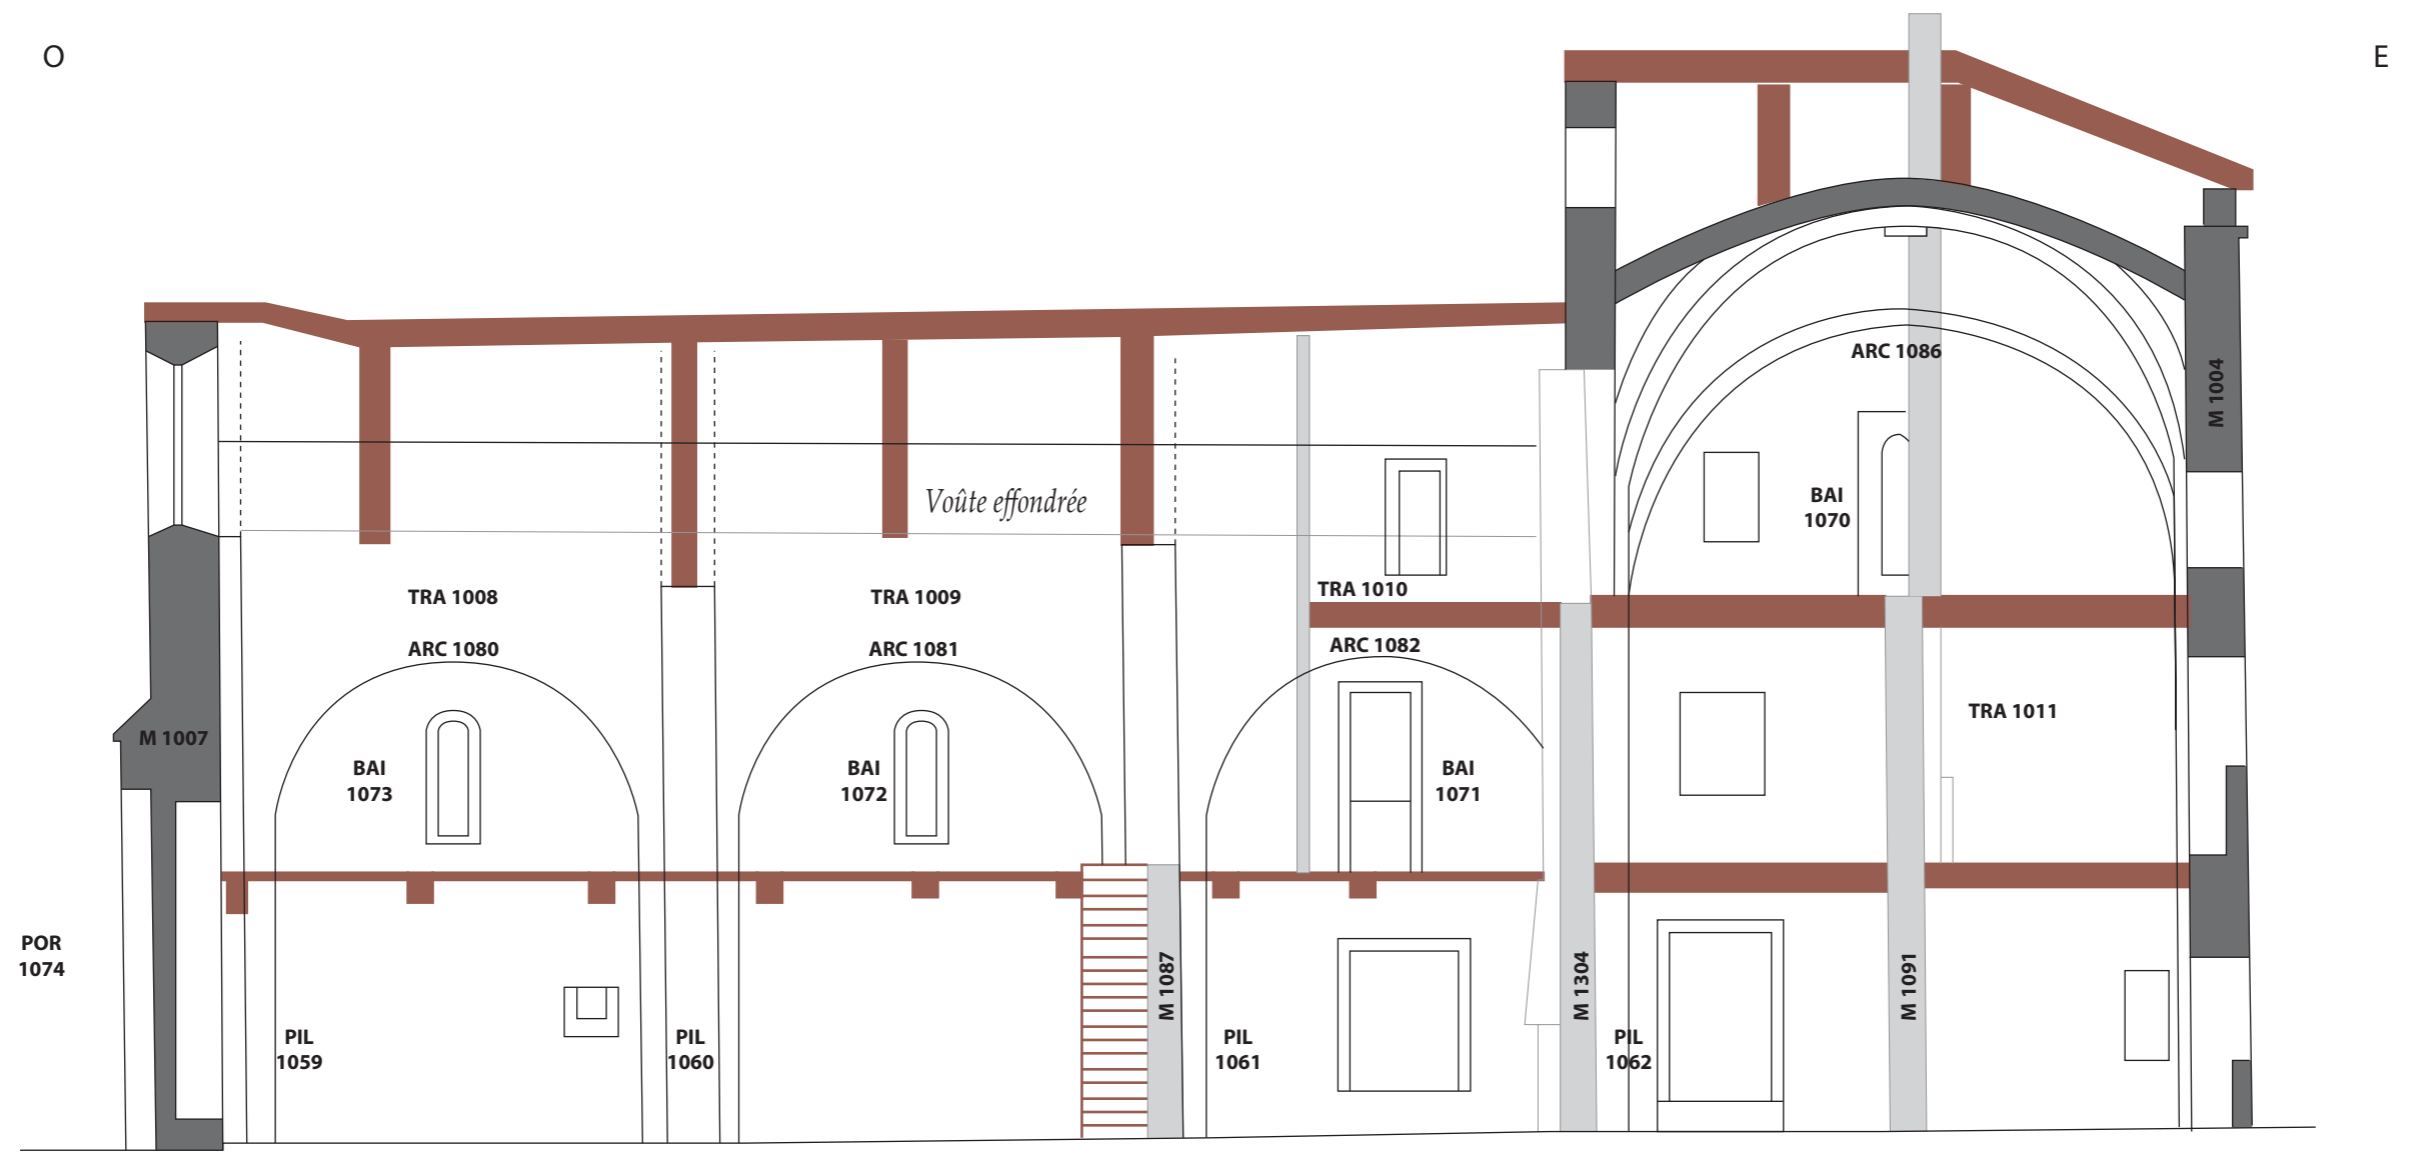 O
E
ARC 1086
M 1004
Voûte effondrée
BAI
1070
TRA 1008
TRA 1009
TRA 1010
ARC 1080
ARC 1081
ARC 1082
TRA 1011
M 1007
BAI
1073
BAI
1072
BAI
1071
POR
1074
M 1087
M 1304
M 1091
PIL
1059
PIL
1060
PIL
1061
PIL
1062